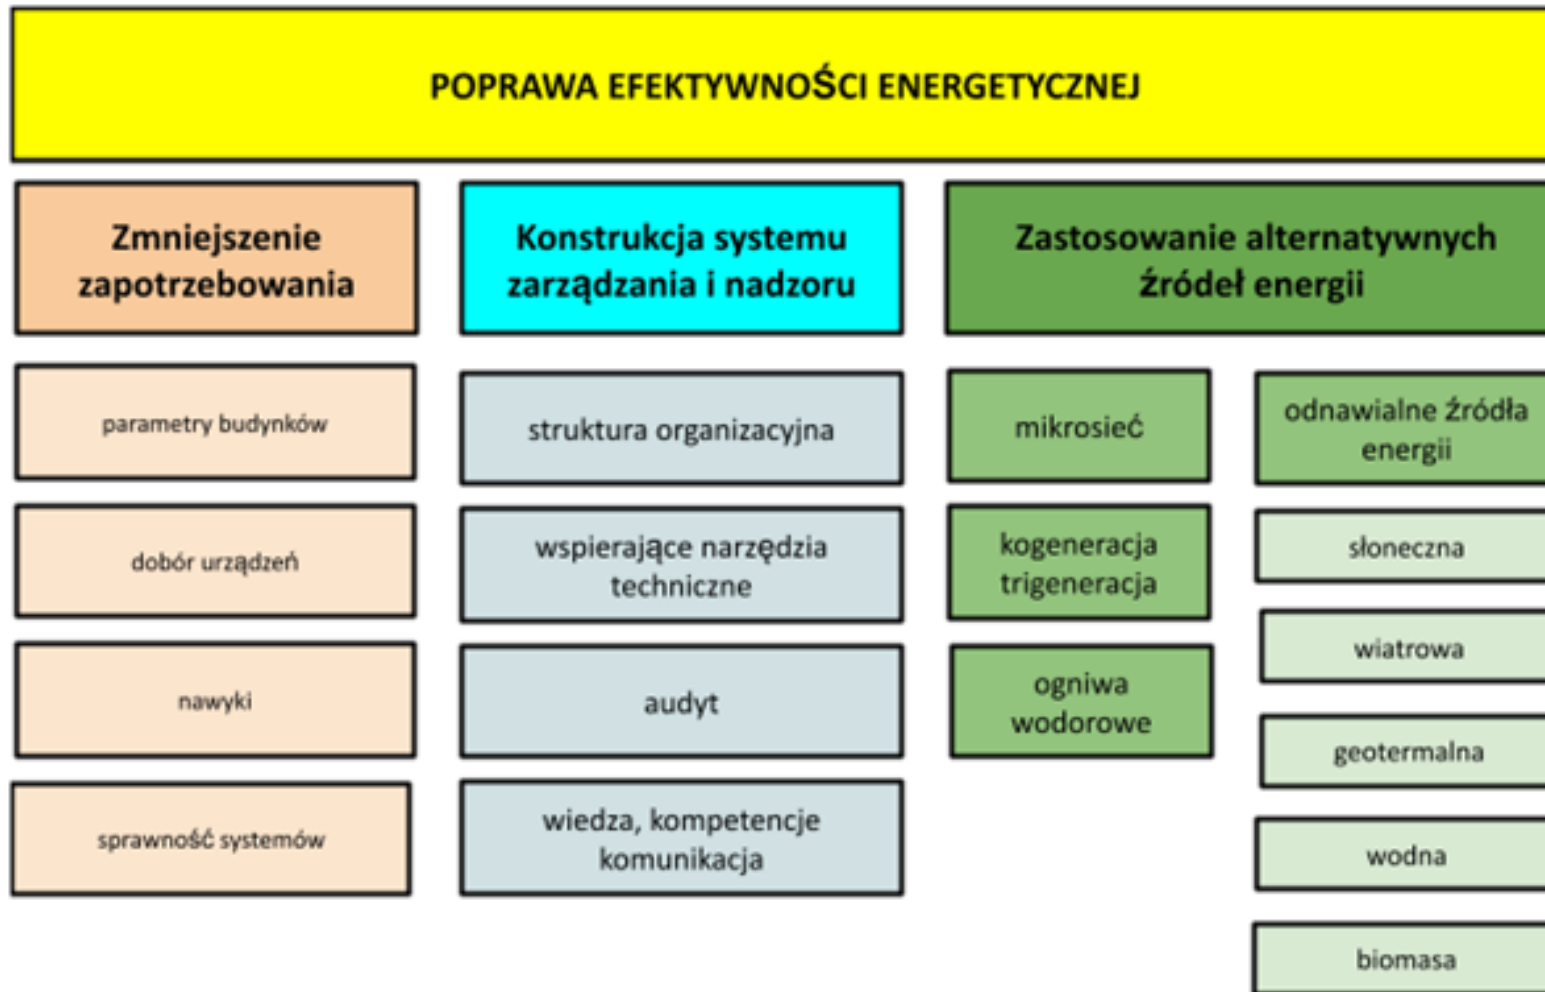 POPRAWA EFEKTYWNOŚCI ENERGETYCZNEJ
Zmniejszenie
zapotrzebowania
parametry budynków
dobór urządzeń
nawyki
sprawność systemów
Konstrukcja systemu
zarządzania i nadzoru
struktura organizacyjna
wspierające narzędzia
techniczne
audyt
wiedza, kompetencje
komunikacja
Zastosowanie alternatywnych
źródeł energii
mikrosieć
kogeneracja
trigeneracja
ogniwa
wodorowe
odnawialne źródła
energii
słoneczna
wiatrowa
geotermalna
wodna
biomasa